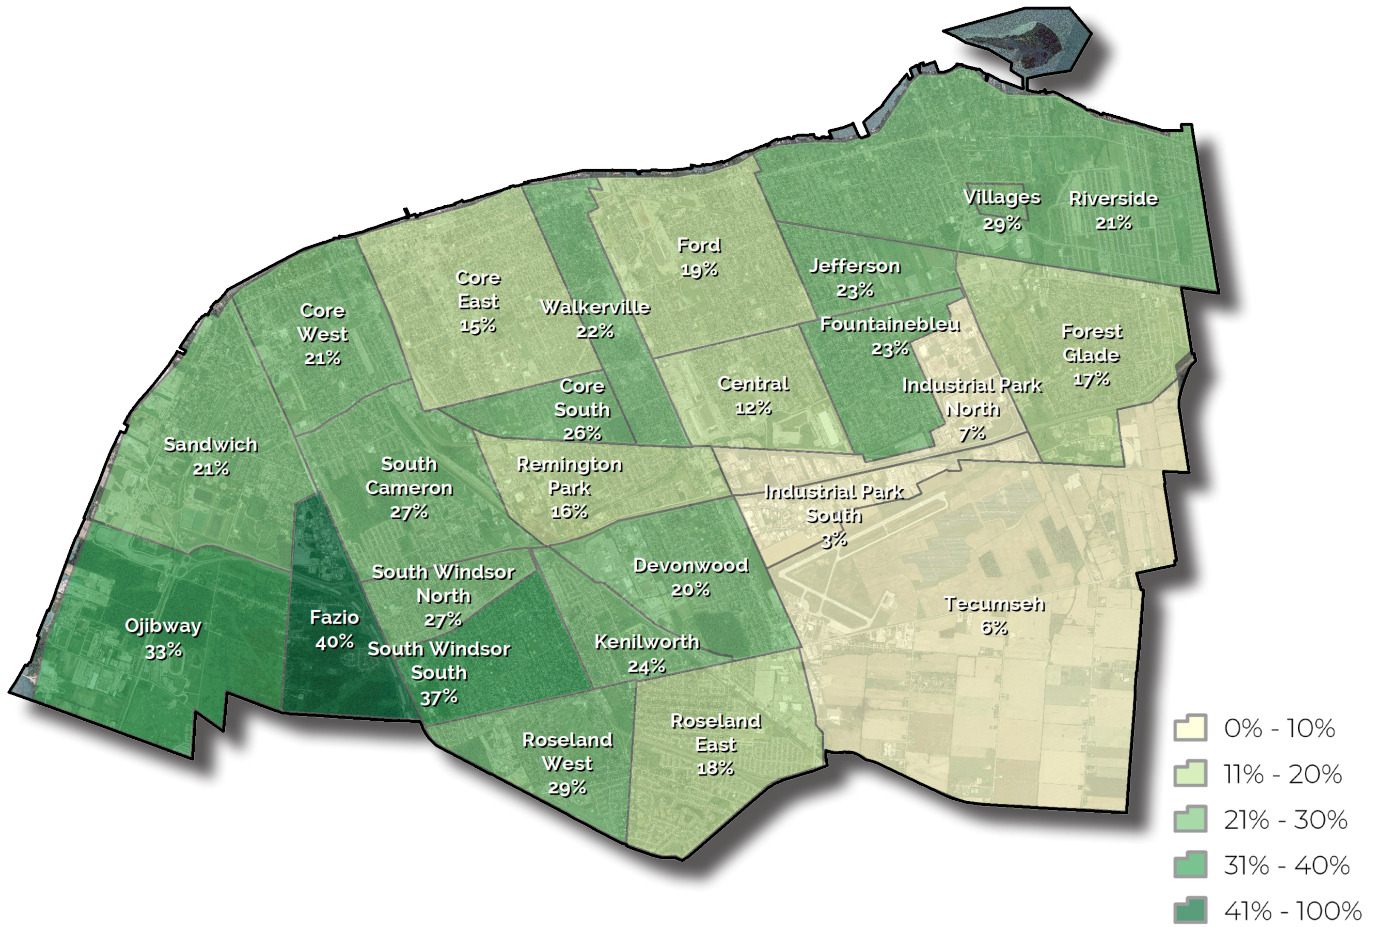 Villages
29%
Riverside
21%
Ford
19%
Jefferson
23%
Core
East
15%
Walkerville
22%
Core
West
21%
Fountainebleu
23%
Forest
Glade
17%
Central
12%
Core
South
26%
Industrial Park
North
7%
Sandwich
21%
South
Cameron
27%
Remington
Park
16%
Industrial Park
South
3%
Devonwood
20%
South Windsor
North
27%
Tecumseh
6%
Ojibway
33%
Fazio
40%
South Windsor
South
37%
Kenilworth
24%
Roseland
West
29%
Roseland
East
18%
0% - 10%
11% - 20%
21% - 30%
31% - 40%
41% - 100%